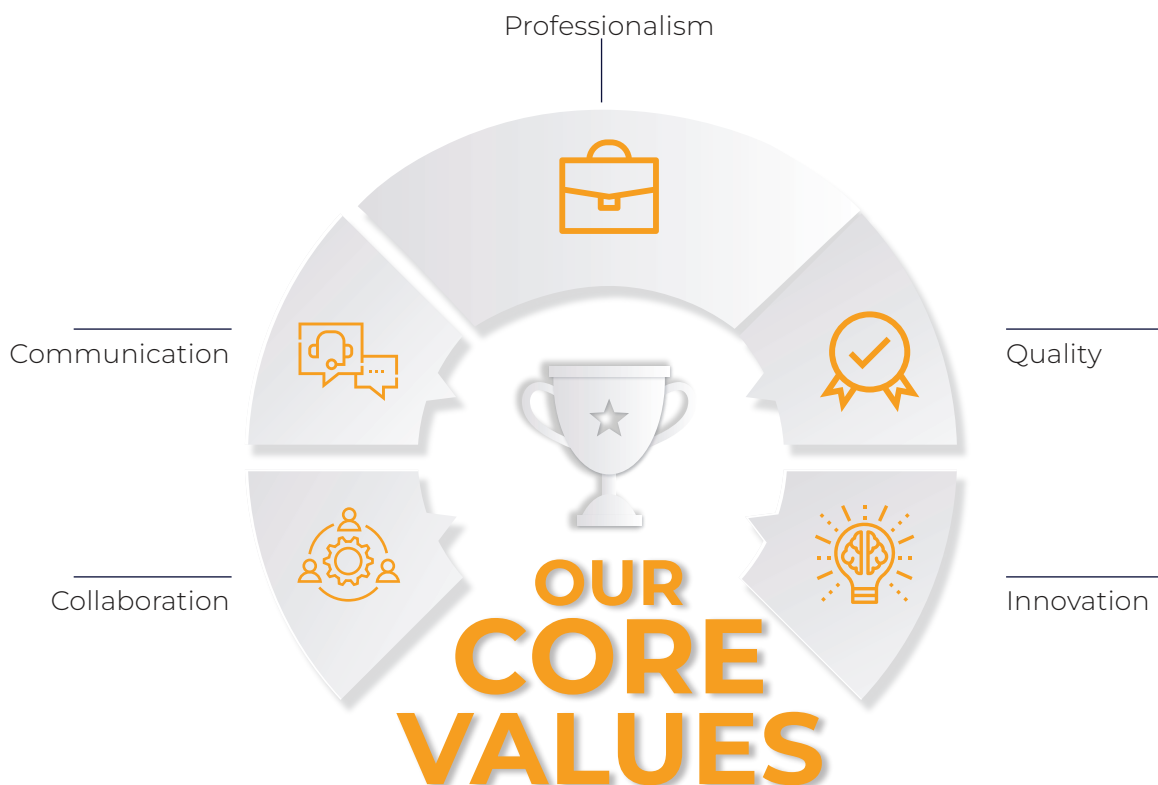 Professionalism
Communication
Quality
Collaboration
Innovation
OUR
CORE
VALUES